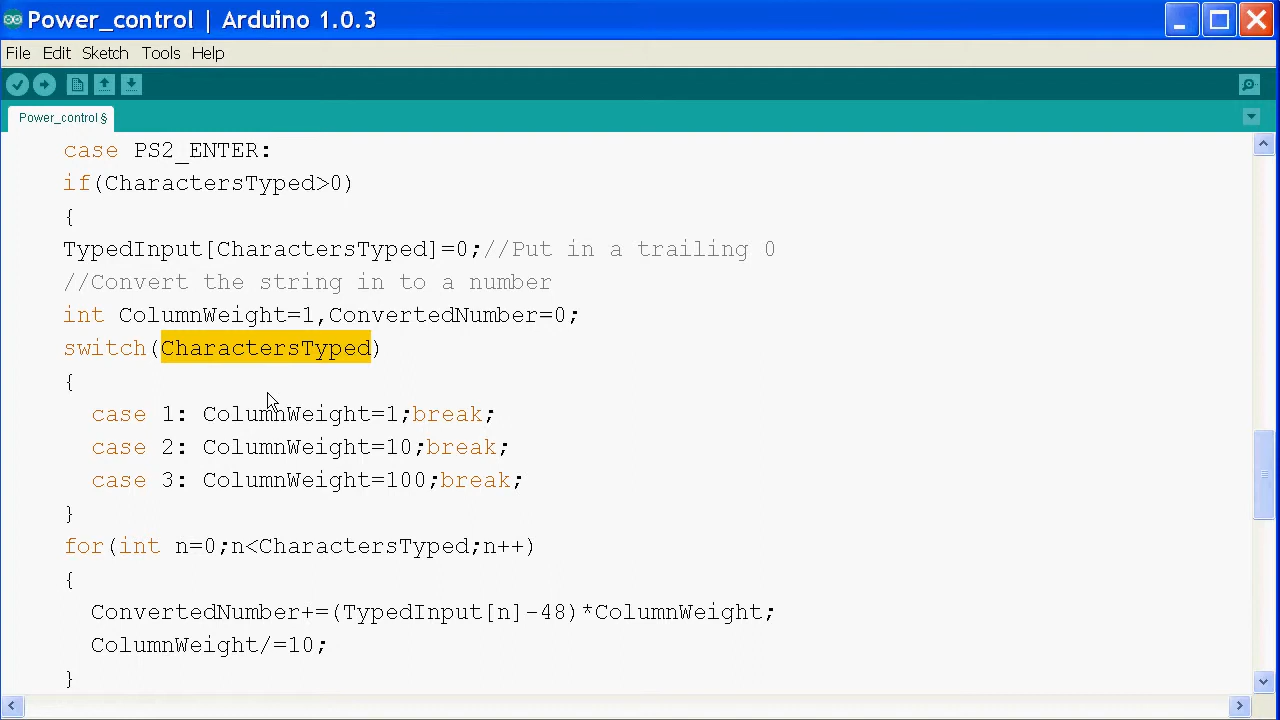 Power_control | Arduino 1.0.3
File Edit Sketch Tools Help
Power_control §
case PS2_ENTER:
if(CharactersTyped>0)
{
TypedInput[CharactersTyped]=0;//Put in a trailing 0
//Convert the string in to a number
int ColumnWeight=1,ConvertedNumber=0;
switch(CharactersTyped)
{
case 1: ColumnWeight=1;break;
case 2: ColumnWeight=10;break;
case 3: ColumnWeight=100;break;
}
for(int n=0;n<CharactersTyped;n++)
{
ConvertedNumber+=(TypedInput[n]-48)*ColumnWeight;
ColumnWeight/=10;
}